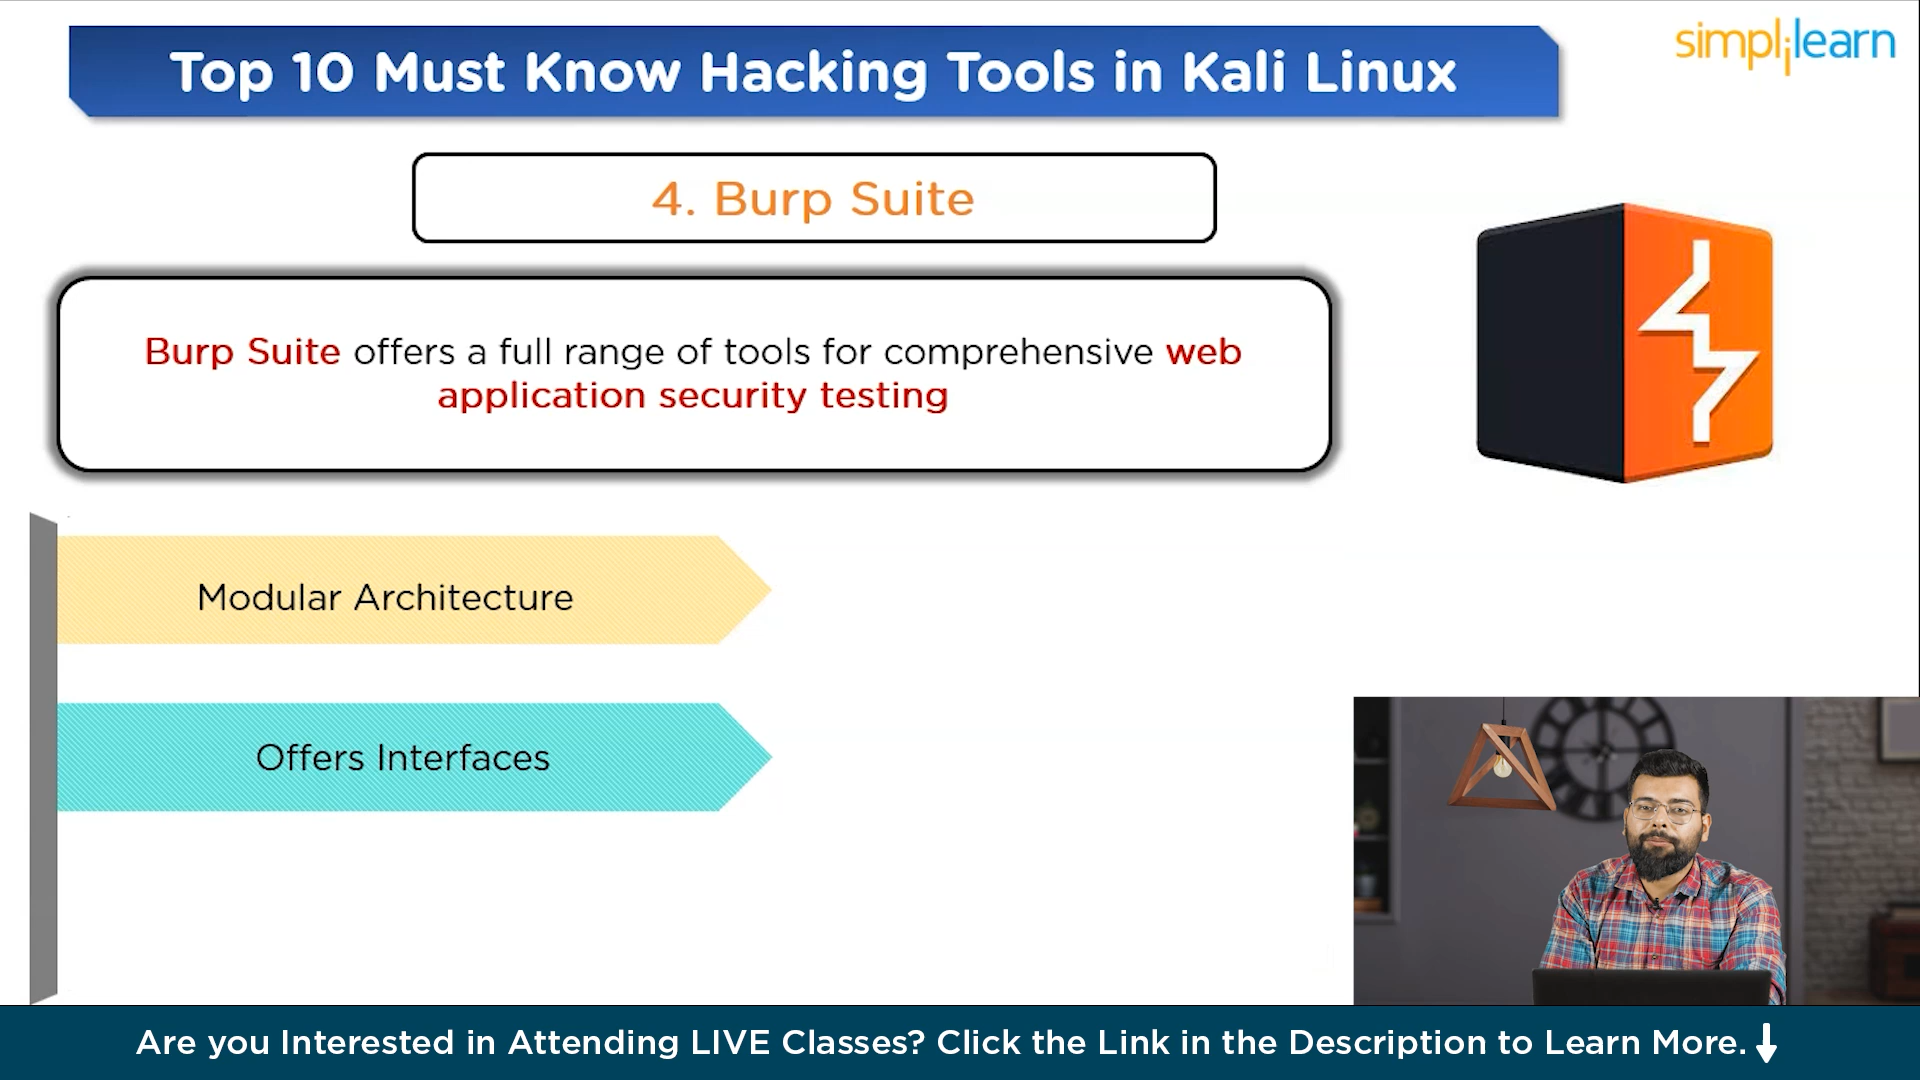 Top 10 Must Know Hacking Tools in Kali Linux
simplilearn
4. Burp Suite
Burp Suite offers a full range of tools for comprehensive web
application security testing
Modular Architecture
Offers Interfaces
Are you Interested in Attending LIVE Classes? Click the Link in the Description to Learn More.